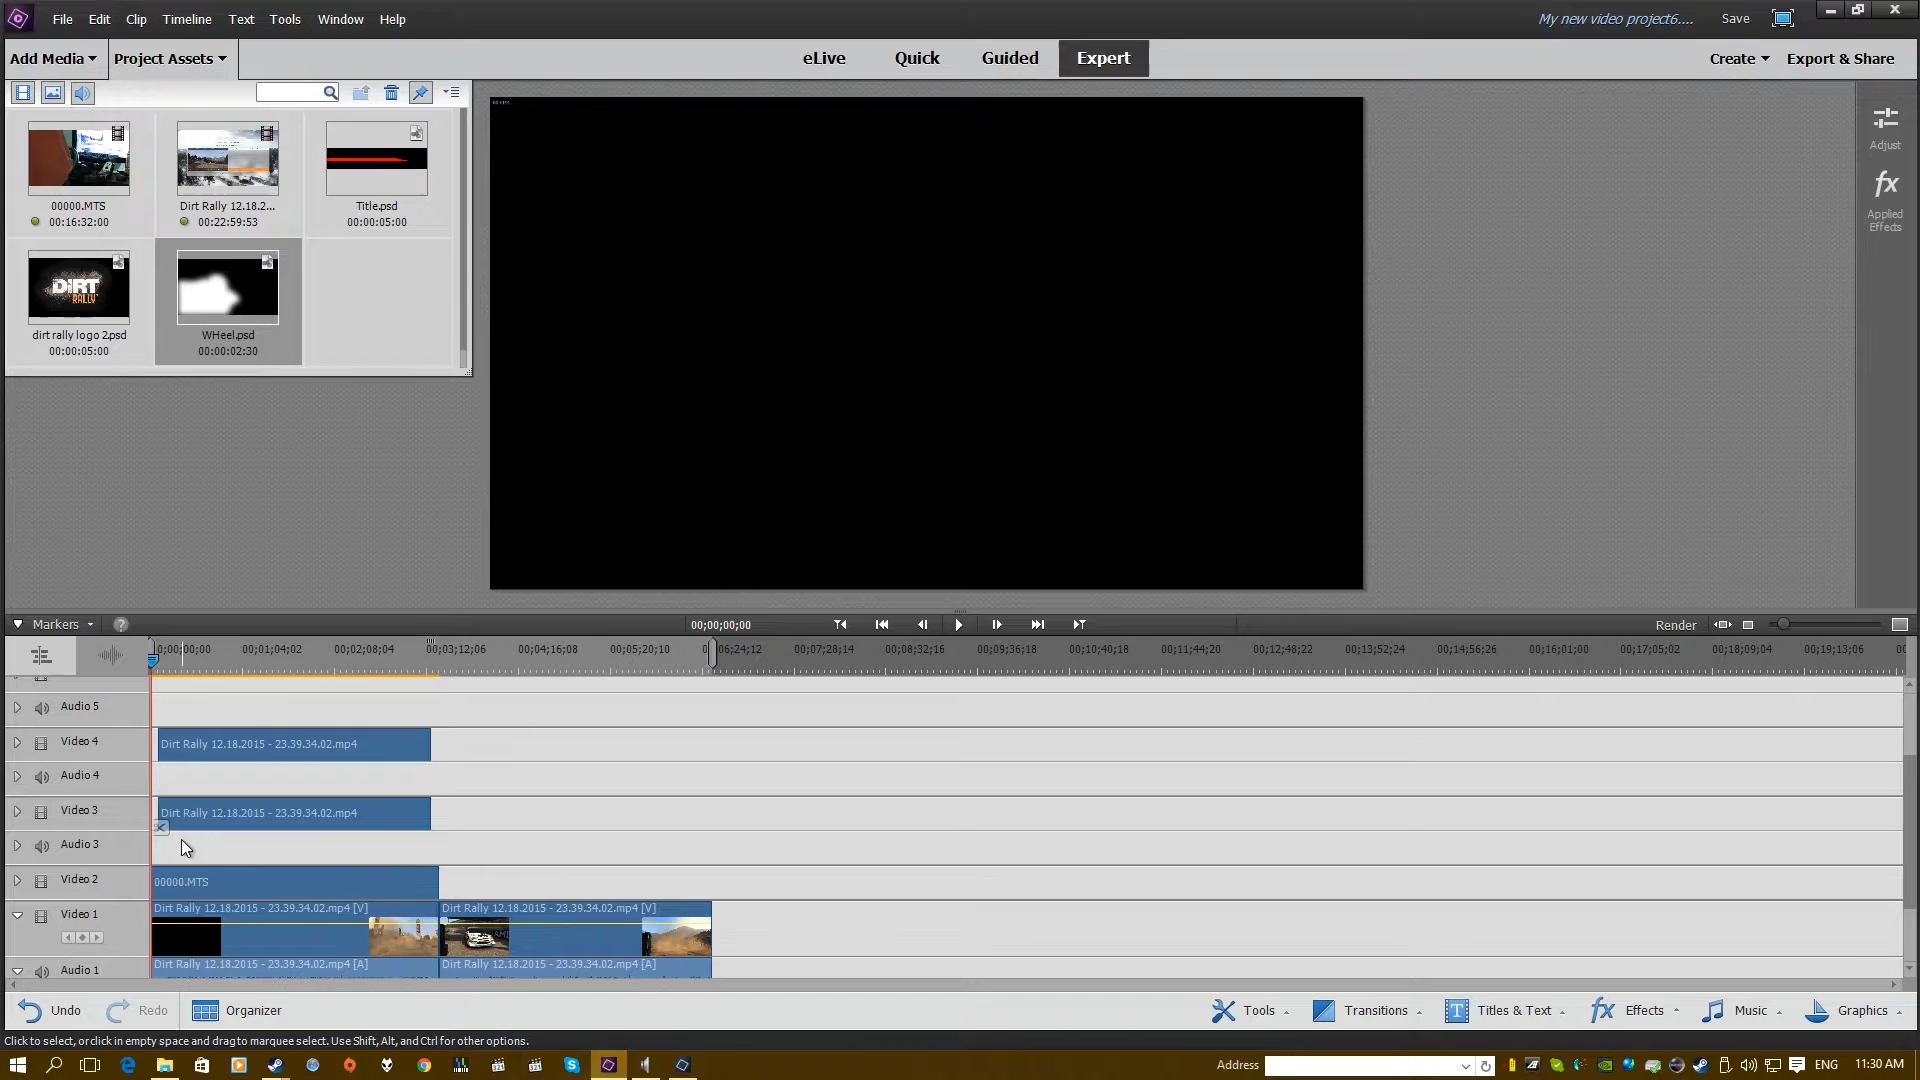 File Edit Clip Timeline Text Tools Window Help
My new video project6.... Save
Add Media Project Assets
eLive Quick Guided Expert
Create Export & Share
00000.MTS
00:16:32:00
Dirt Rally 12.18.2...
00:22:59:53
Title.psd
00:00:05:00
DiRT
RALLY
dirt rally logo 2.psd
00:00:05:00
WHeel.psd
00:00:02:30
Adjust
fx
Applied
Effects
Markers ? 00;00;00;00 Render
0;00;00;00 00;01;04;02 00;02;08;04 00;03;12;06 00;04;16;08 00;05;20;10 06;24;12 00;07;28;14 00;08;32;16 00;09;36;18 00;10;40;18 00;11;44;20 00;12;48;22 00;13;52;24 00;14;56;26 00;16;01;00 00;17;05;02 00;18;09;04 00;19;13;06
Audio 5
Video 4 Dirt Rally 12.18.2015 - 23.39.34.02.mp4
Audio 4
Video 3 Dirt Rally 12.18.2015 - 23.39.34.02.mp4
Audio 3
Video 2 00000.MTS
Video 1 Dirt Rally 12.18.2015 - 23.39.34.02.mp4 [V] Dirt Rally 12.18.2015 - 23.39.34.02.mp4 [V]
Audio 1 Dirt Rally 12.18.2015 - 23.39.34.02.mp4 [A] Dirt Rally 12.18.2015 - 23.39.34.02.mp4 [A]
Undo Redo Organizer Tools Transitions T Titles & Text fx Effects Music Graphics
Click to select, or click in empty space and drag to marquee select. Use Shift, Alt, and Ctrl for other options.
Address ENG 11:30 AM